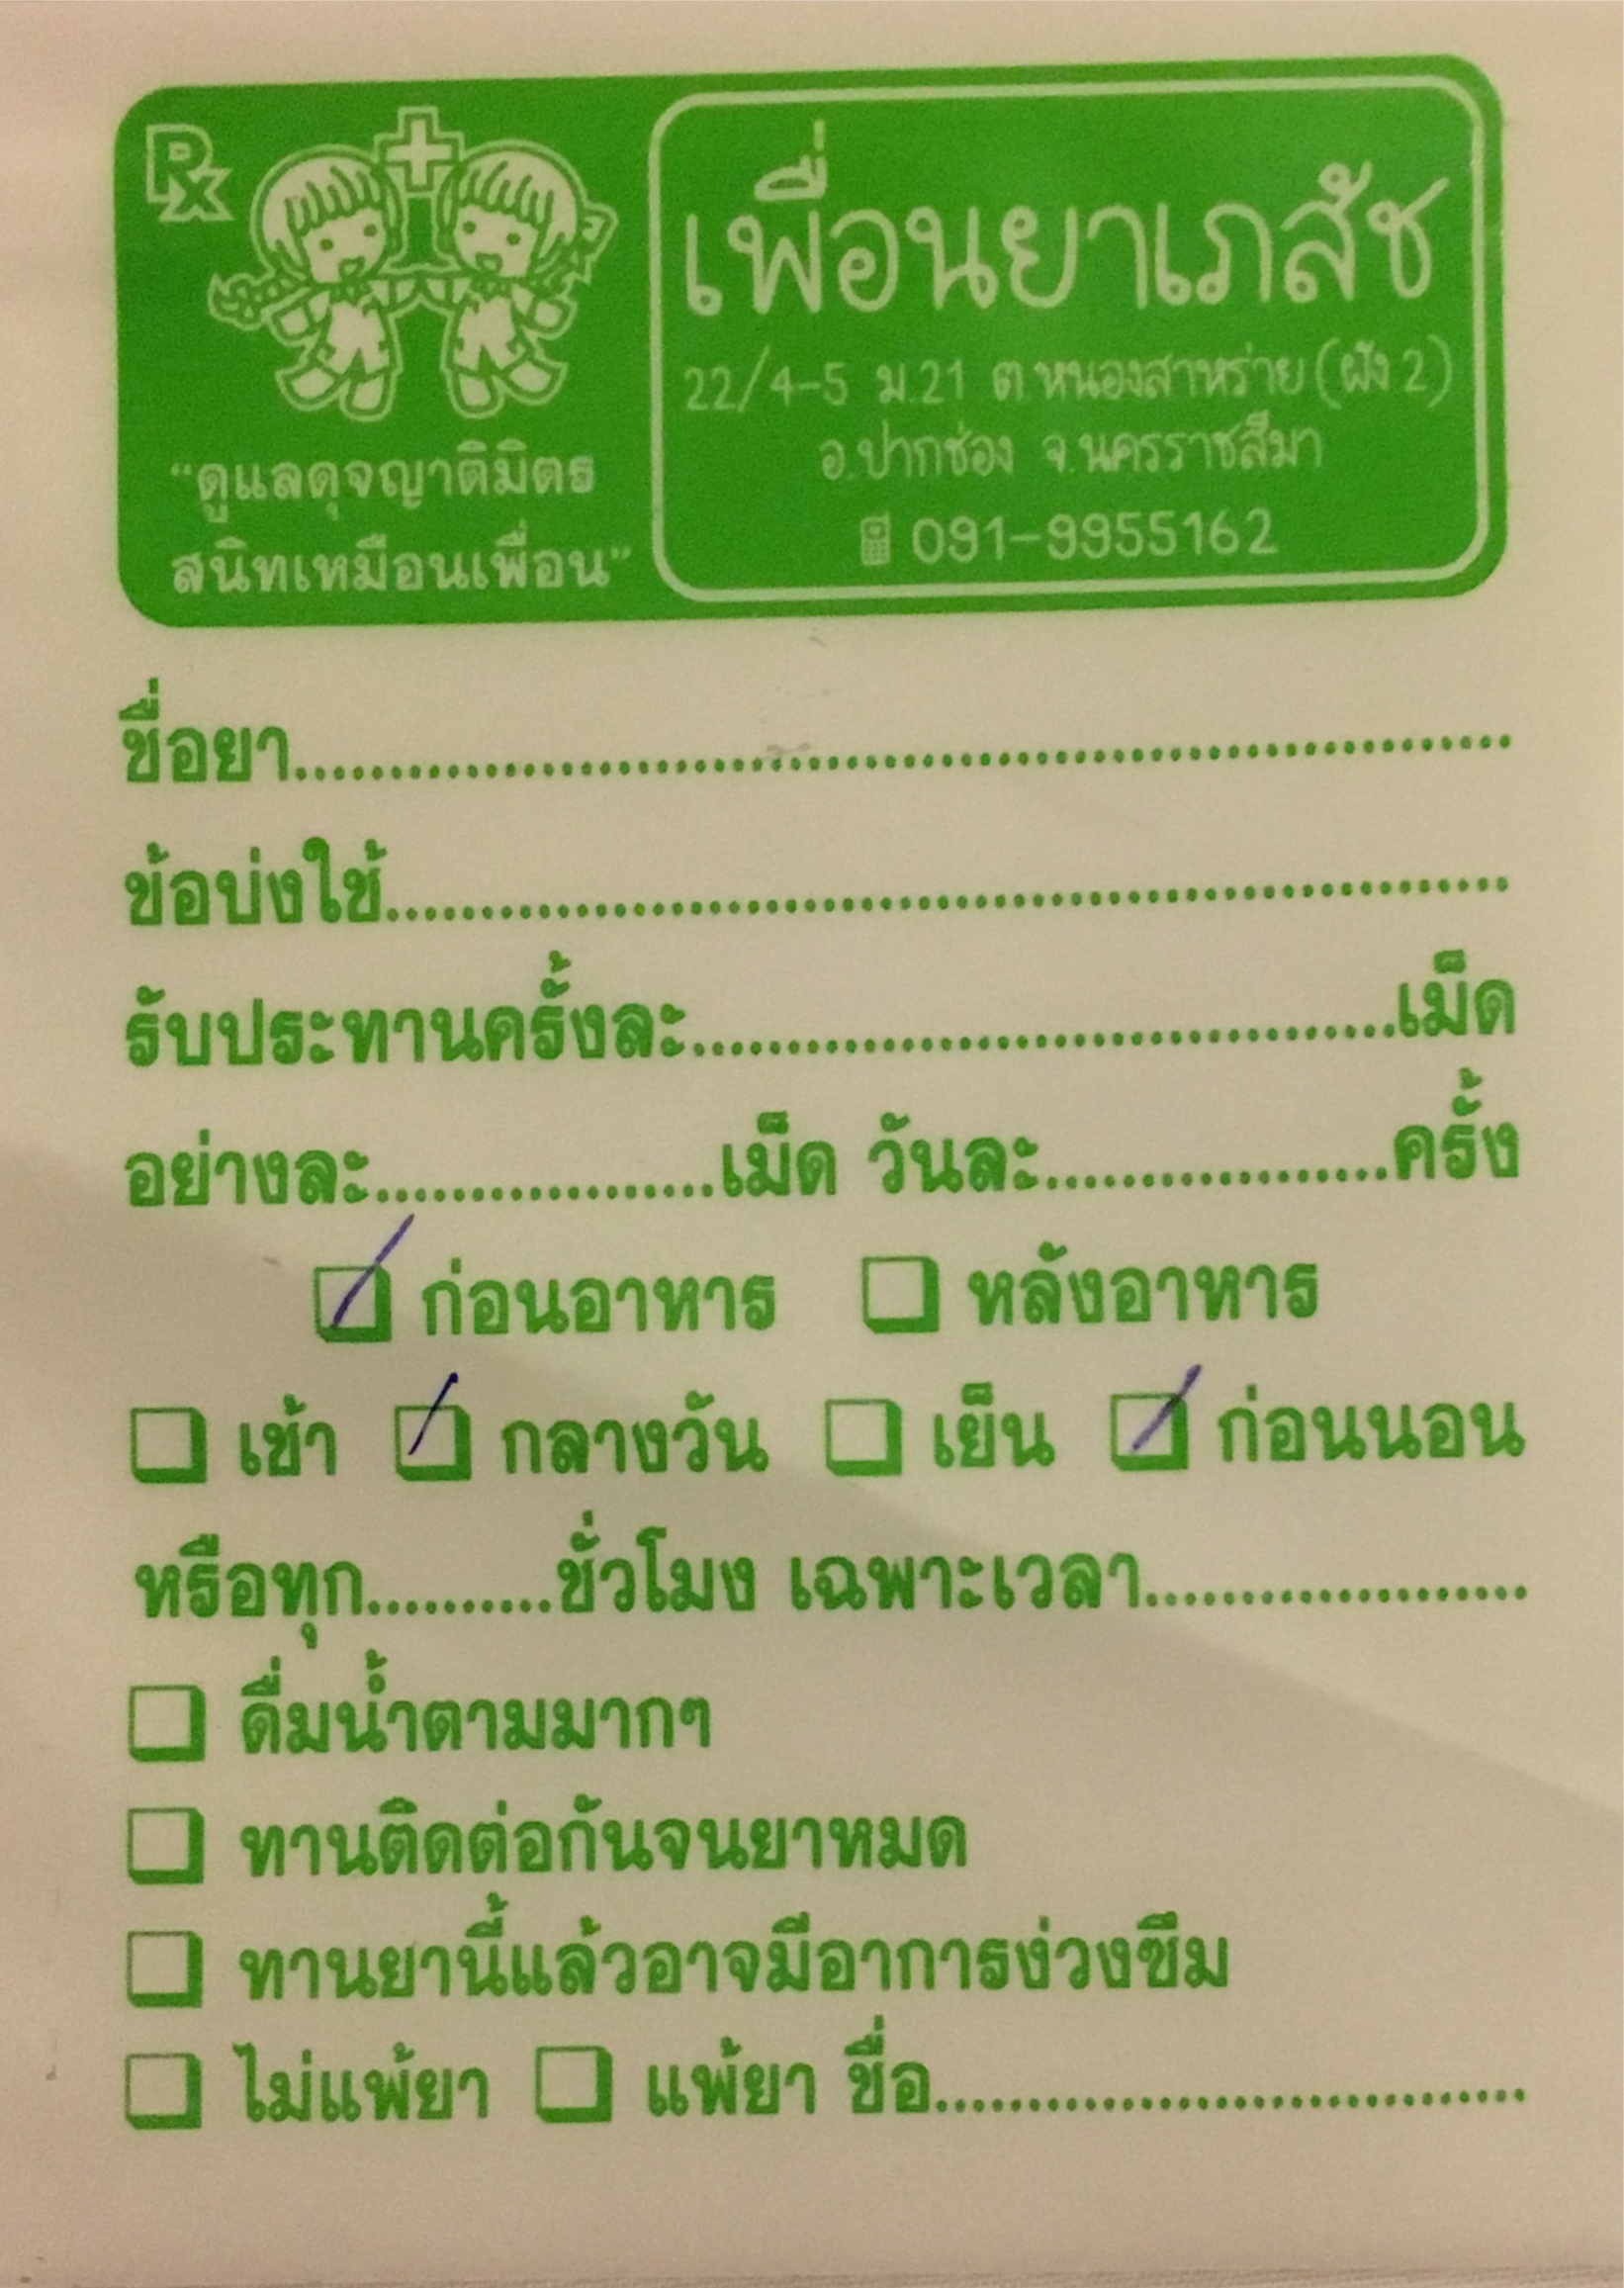 Rx
เพื่อนยาเภสัช
22/4-5 ม.21 ต.หนองสาหร่าย (ฝั่ง 2)
อ.ปากช่อง จ.นครราชสีมา
091-9955162
“ดูแลดุจญาติมิตร
สนิทเหมือนเพื่อน”
ชื่อยา................................................................
ข้อบ่งใช้................................................................
รับประทานครั้งละ........................................เม็ด
อย่างละ....................เม็ด วันละ....................ครั้ง
ก่อนอาหาร หลังอาหาร
เช้า กลางวัน เย็น ก่อนนอน
หรือทุก..........ชั่วโมง เฉพาะเวลา....................
ดื่มน้ำตามมากๆ
ทานติดต่อกันจนยาหมด
ทานยานี้แล้วอาจมีอาการง่วงซึม
ไม่แพ้ยา แพ้ยา ชื่อ................................